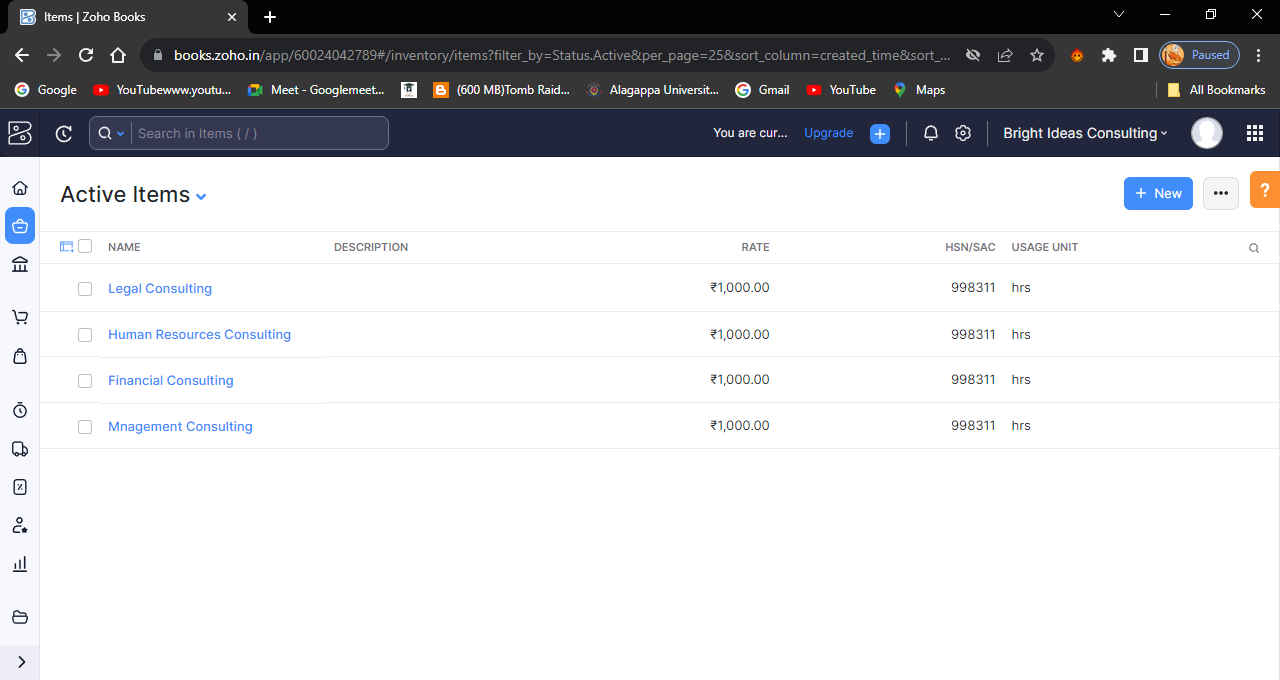 Items | Zoho Books
books.zoho.in/app/60024042789#/inventory/items?filter_by=Status.Active&per_page=25&sort_column=created_time&sort_...
Paused
Google YouTubewww.youtu... Meet - Googlemeet... (600 MB)Tomb Raid... Alagappa Universit... Gmail YouTube Maps All Bookmarks
Search in Items ( / ) You are cur... Upgrade Bright Ideas Consulting
Active Items + New ... ?
NAME DESCRIPTION RATE HSN/SAC USAGE UNIT
Legal Consulting ₹1,000.00 998311 hrs
Human Resources Consulting ₹1,000.00 998311 hrs
Financial Consulting ₹1,000.00 998311 hrs
Mnagement Consulting ₹1,000.00 998311 hrs